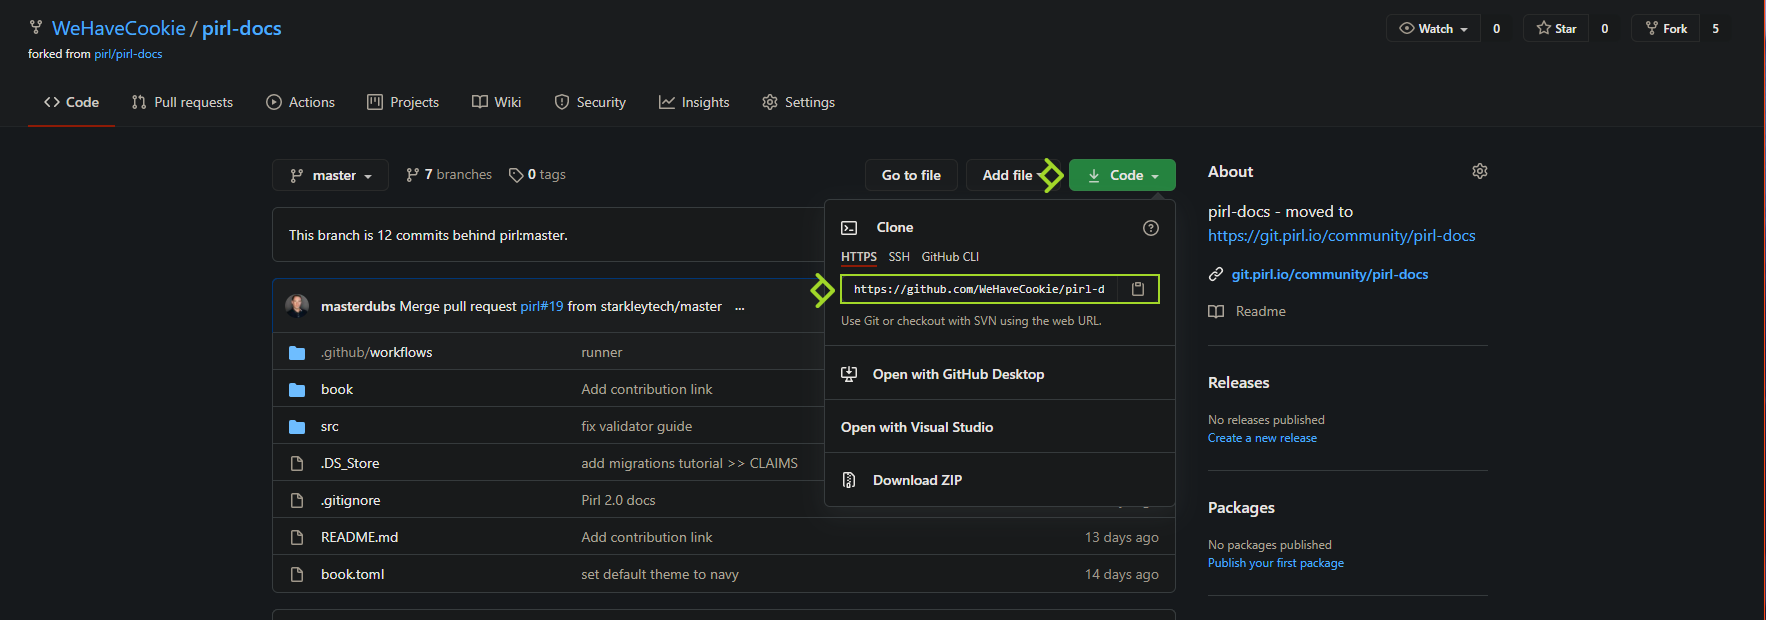 WeHaveCookie / pirl-docs
Watch 0 Star 0 Fork 5
forked from pirl/pirl-docs
Code Pull requests Actions Projects Wiki Security Insights Settings
master 7 branches 0 tags Go to file Add file Code
This branch is 12 commits behind pirl:master.
masterdubs Merge pull request pirl#19 from starkleytech/master ...
.github/workflows runner
book Add contribution link
src fix validator guide
.DS_Store add migrations tutorial >> CLAIMS
.gitignore Pirl 2.0 docs
README.md Add contribution link 13 days ago
book.toml set default theme to navy 14 days ago
Clone
HTTPS SSH GitHub CLI
https://github.com/WeHaveCookie/pirl-d
Use Git or checkout with SVN using the web URL.
Open with GitHub Desktop
Open with Visual Studio
Download ZIP
About
pirl-docs - moved to
https://git.pirl.io/community/pirl-docs
git.pirl.io/community/pirl-docs
Readme
Releases
No releases published
Create a new release
Packages
No packages published
Publish your first package